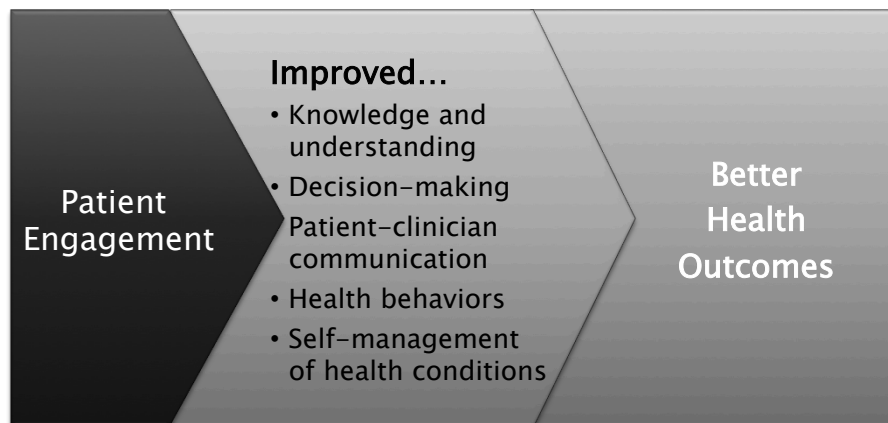 Patient
Engagement
Improved…
• Knowledge and
understanding
• Decision-making
Patient-clinician
communication
• Health behaviors
• Self-management
of health conditions
Better
Health
Outcomes